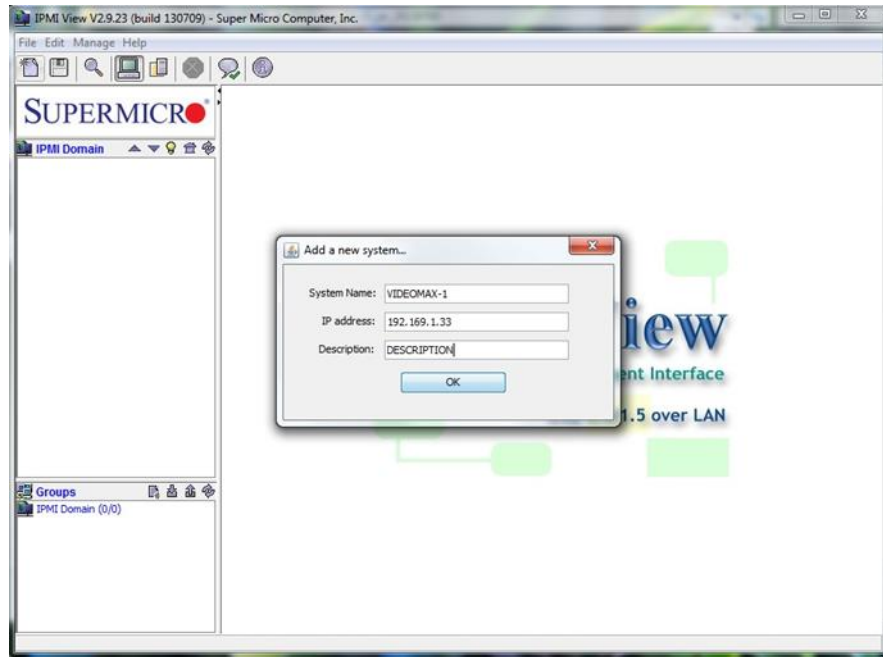 IPMI View V2.9.23 (build 130709) - Super Micro Computer, Inc.
File Edit Manage Help
SUPERMICRO
IPMI Domain
Add a new system...
System Name: VIDEOMAX-1
IP address: 192.169.1.33
Description: DESCRIPTION
OK
iew
ent Interface
1.5 over LAN
Groups
IPMI Domain (0/0)